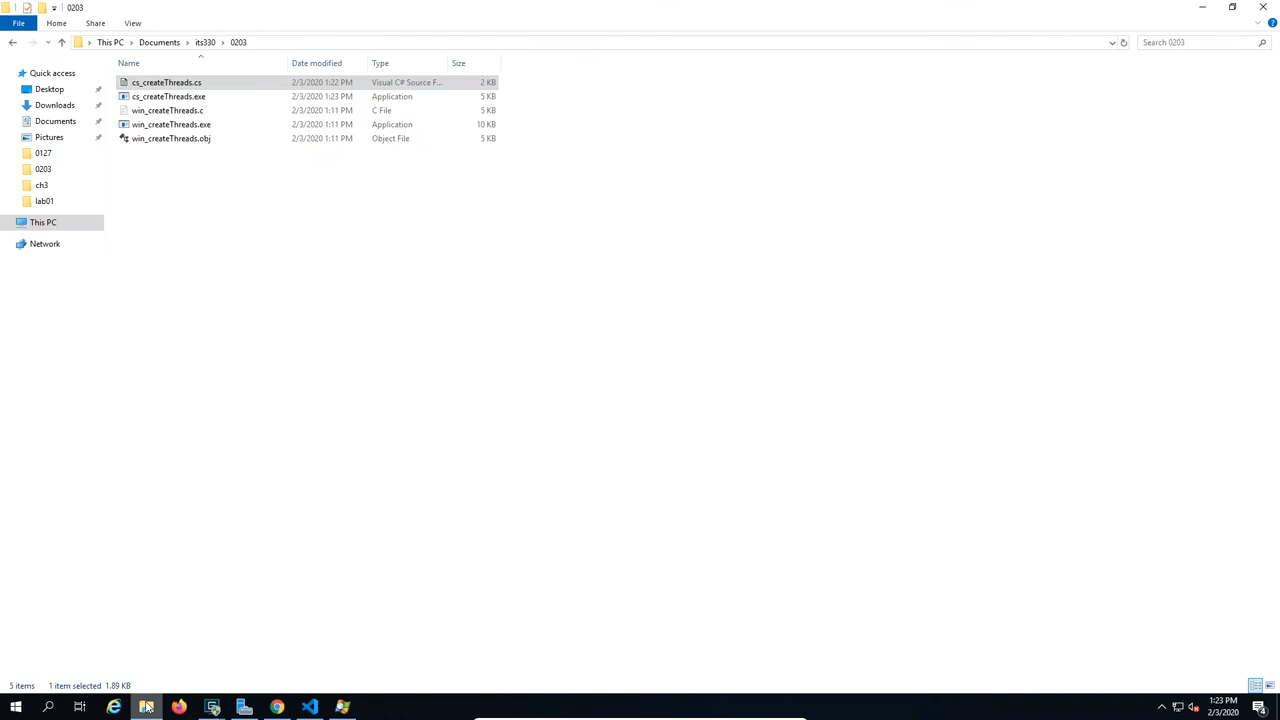 0203
File Home Share View
This PC Documents its330 0203 Search 0203
Name Date modified Type Size
Quick access
Desktop
Downloads
Documents
Pictures
0127
0203
ch3
lab01
This PC
Network
cs_createThreads.cs 2/3/2020 1:22 PM Visual C# Source F... 2 KB
cs_createThreads.exe 2/3/2020 1:23 PM Application 5 KB
win_createThreads.c 2/3/2020 1:11 PM C File 5 KB
win_createThreads.exe 2/3/2020 1:11 PM Application 10 KB
win_createThreads.obj 2/3/2020 1:11 PM Object File 5 KB
5 items 1 item selected 1.89 KB
1:23 PM
2/3/2020
4